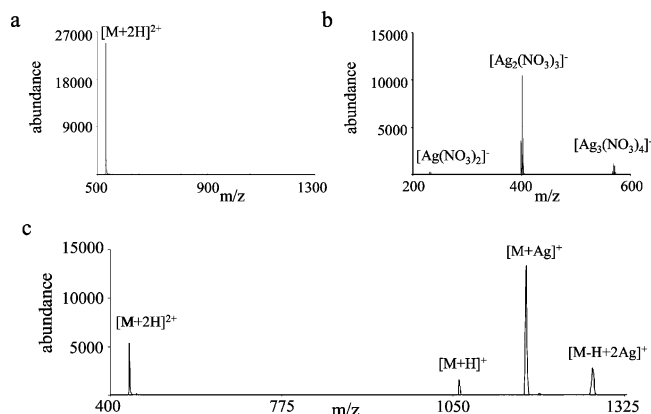 a
[M+2H]2+
27000
18000
9000
abundance
500 900 1300
m/z
b
15000
10000
5000
abundance
[Ag2(NO3)3]-
[Ag(NO3)2]-
[Ag3(NO3)4]-
200 400 600
m/z
c
15000
10000
5000
abundance
[M+Ag]+
[M+2H]2+
[M+H]+
[M-H+2Ag]+
400 775 1050 1325
m/z